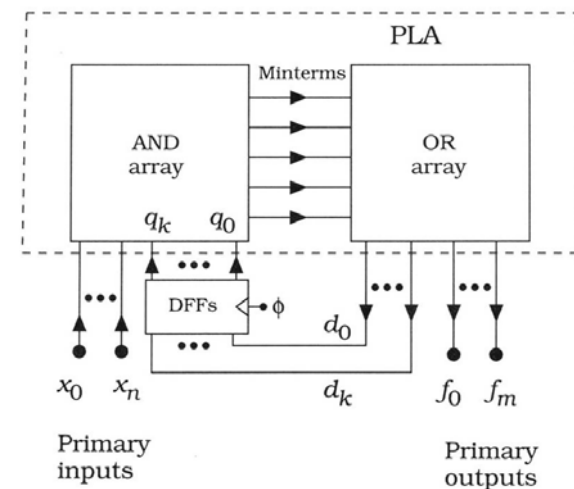 PLA
Minterms
AND
array
OR
array
q_k q_0
DFFs
ϕ
d_0
d_k
x_0 x_n f_0 f_m
Primary
inputs
Primary
outputs